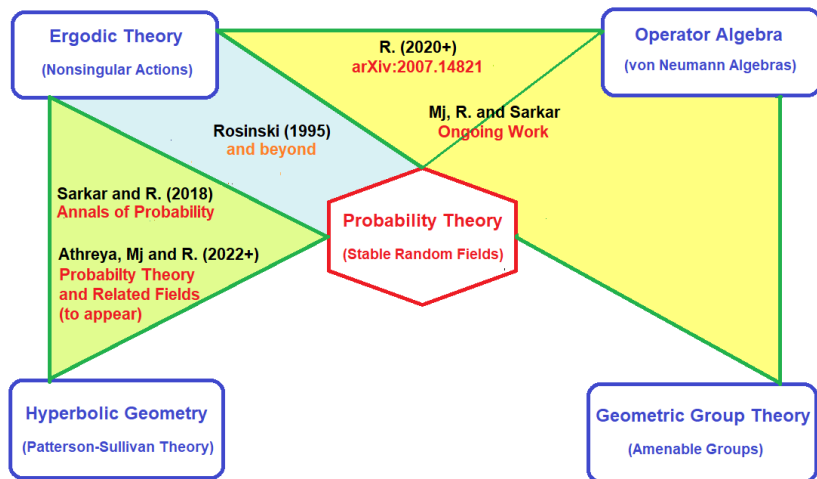 Ergodic Theory
(Nonsingular Actions)
R. (2020+)
arXiv:2007.14821
Operator Algebra
(von Neumann Algebras)
Mj, R. and Sarkar
Ongoing Work
Rosinski (1995)
and beyond
Sarkar and R. (2018)
Annals of Probability
Athreya, Mj and R. (2022+)
Probabilty Theory
and Related Fields
(to appear)
Probability Theory
(Stable Random Fields)
Hyperbolic Geometry
(Patterson-Sullivan Theory)
Geometric Group Theory
(Amenable Groups)